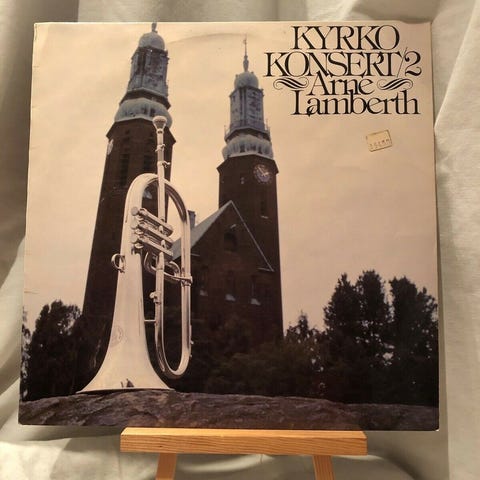 KYRKO
KONSERT/2
Arne
Lamberth